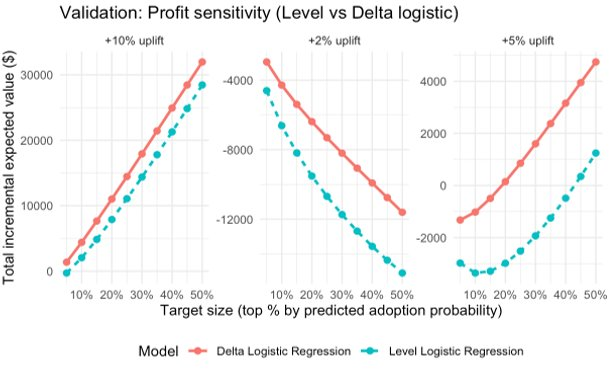 Validation: Profit sensitivity (Level vs Delta logistic)
+10% uplift +2% uplift +5% uplift
Total incremental expected value ($)
30000
20000
10000
0
-4000
-8000
-12000
4000
2000
0
-2000
10% 20% 30% 40% 50% 10% 20% 30% 40% 50% 10% 20% 30% 40% 50%
Target size (top % by predicted adoption probability)
Model Delta Logistic Regression Level Logistic Regression